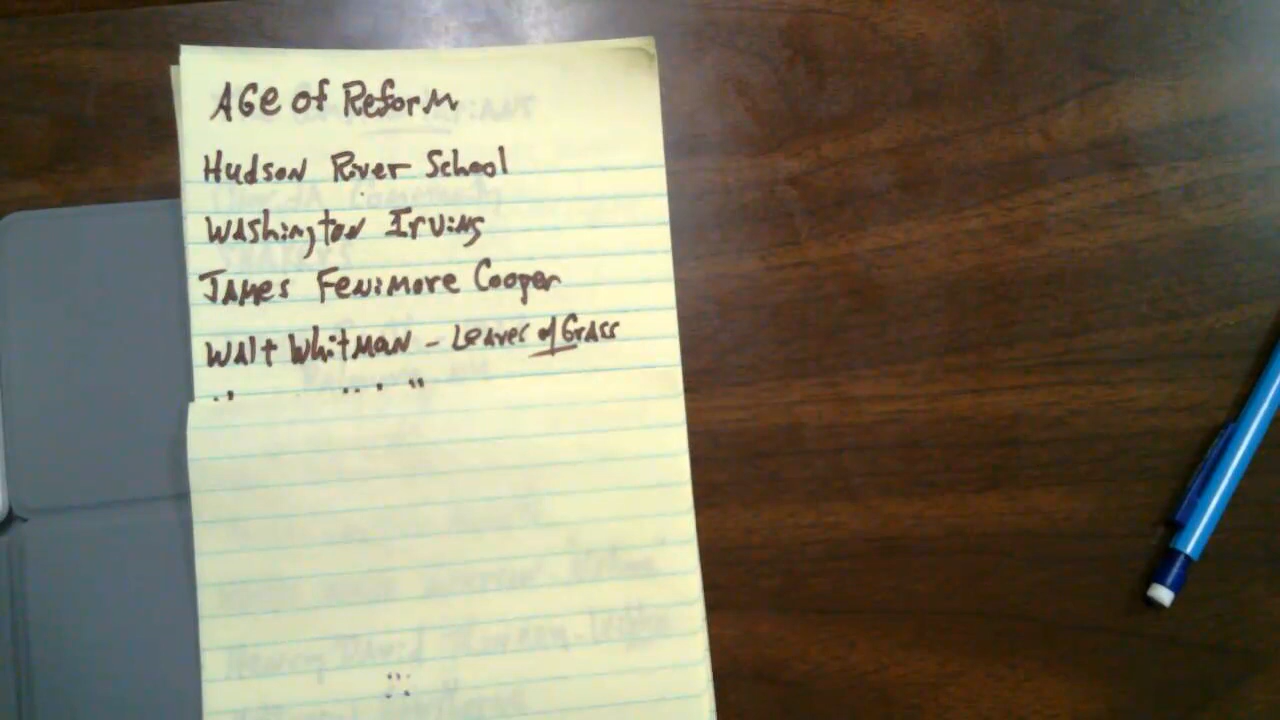 AGe of Reform
Hudson River School
Washington Irving
James Fenimore Cooper
Walt Whitman - Leaves of Grass